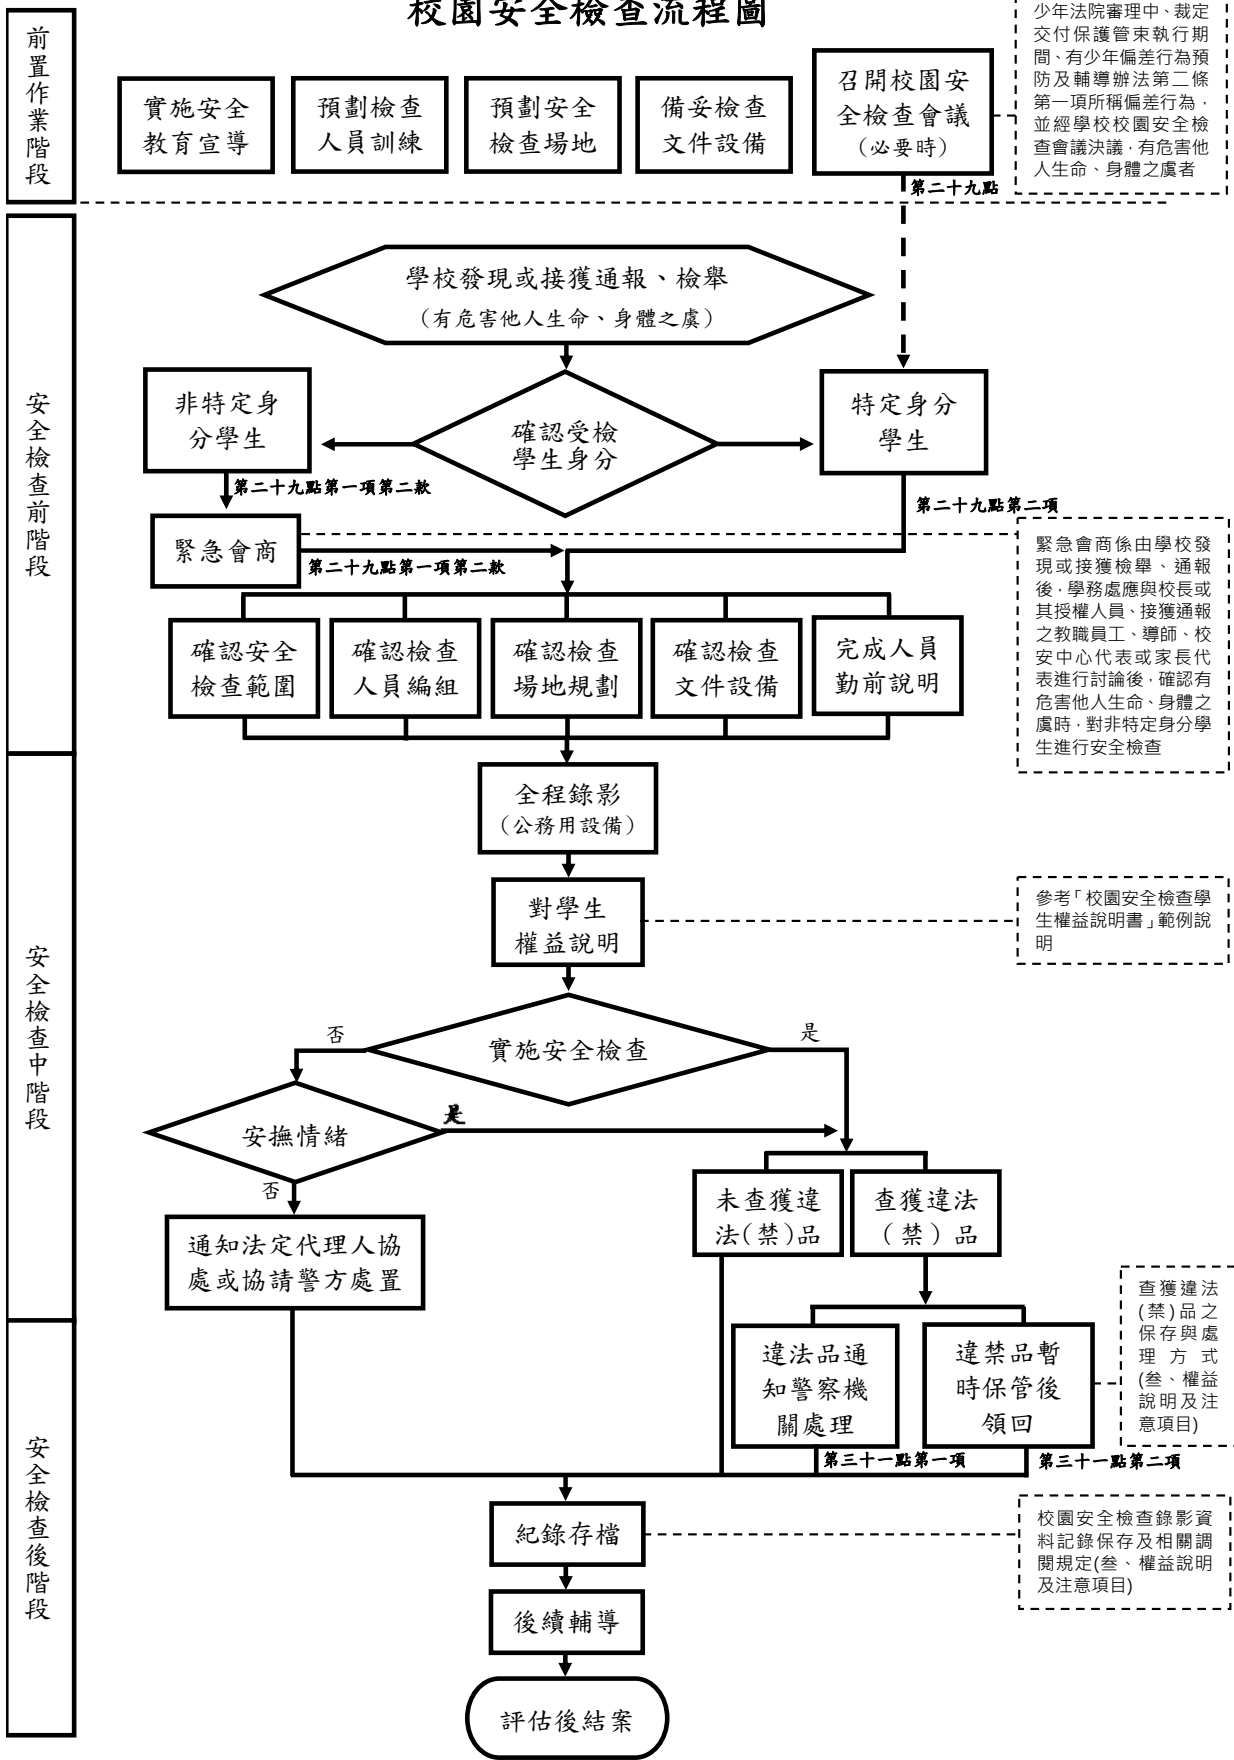 校園安全檢查流程圖
前置作業階段
實施安全
教育宣導
預劃檢查
人員訓練
預劃安全
檢查場地
備妥檢查
文件設備
召開校園安
全檢查會議
(必要時)
少年法院審理中、裁定
交付保護管束執行期
間、有少年偏差行為預
防及輔導辦法第二條
第一項所稱偏差行為，
並經學校校園安全檢
查會議決議，有危害他
人生命、身體之虞者
第二十九點
安全檢查前階段
學校發現或接獲通報、檢舉
(有危害他人生命、身體之虞)
非特定身
分學生
確認受檢
學生身分
特定身分
學生
第二十九點第一項第二款
第二十九點第二項
緊急會商
第二十九點第一項第二款
緊急會商係由學校發
現或接獲檢舉、通報
後，學務處應與校長或
其授權人員、接獲通報
之教職員工、導師、校
安中心代表或家長代
表進行討論後，確認有
危害他人生命、身體之
虞時，對非特定身分學
生進行安全檢查
確認安全
檢查範圍
確認檢查
人員編組
確認檢查
場地規劃
確認檢查
文件設備
完成人員
勤前說明
安全檢查中階段
全程錄影
(公務用設備)
對學生
權益說明
參考「校園安全檢查學
生權益說明書」範例說
明
實施安全檢查
否
是
安撫情緒
是
否
通知法定代理人協
處或協請警方處置
未查獲違
法(禁)品
查獲違法
(禁)品
查獲違法
(禁)品之
保存與處
理方式
(叁、權益
說明及注
意項目)
違法品通
知警察機
關處理
違禁品暫
時保管後
領回
第三十一點第一項
第三十一點第二項
安全檢查後階段
紀錄存檔
校園安全檢查錄影資
料記錄保存及相關調
閱規定(叁、權益說明
及注意項目)
後續輔導
評估後結案